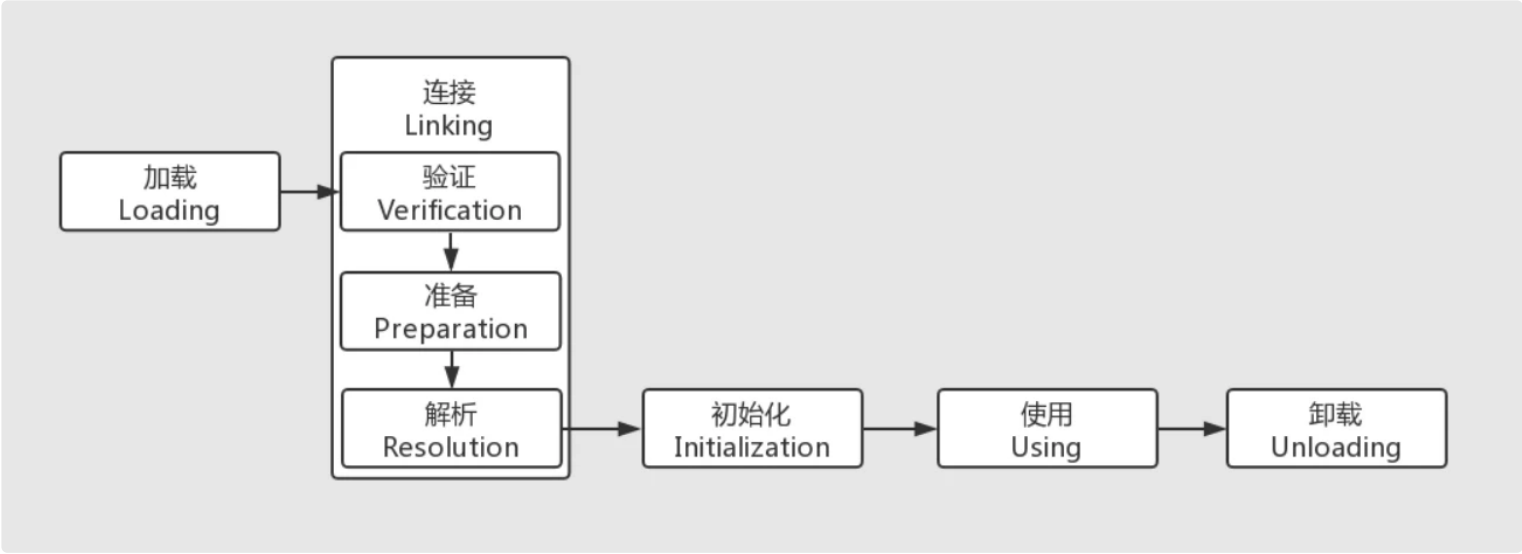 连接
Linking
加载
Loading
验证
Verification
准备
Preparation
解析
Resolution
初始化
Initialization
使用
Using
卸载
Unloading